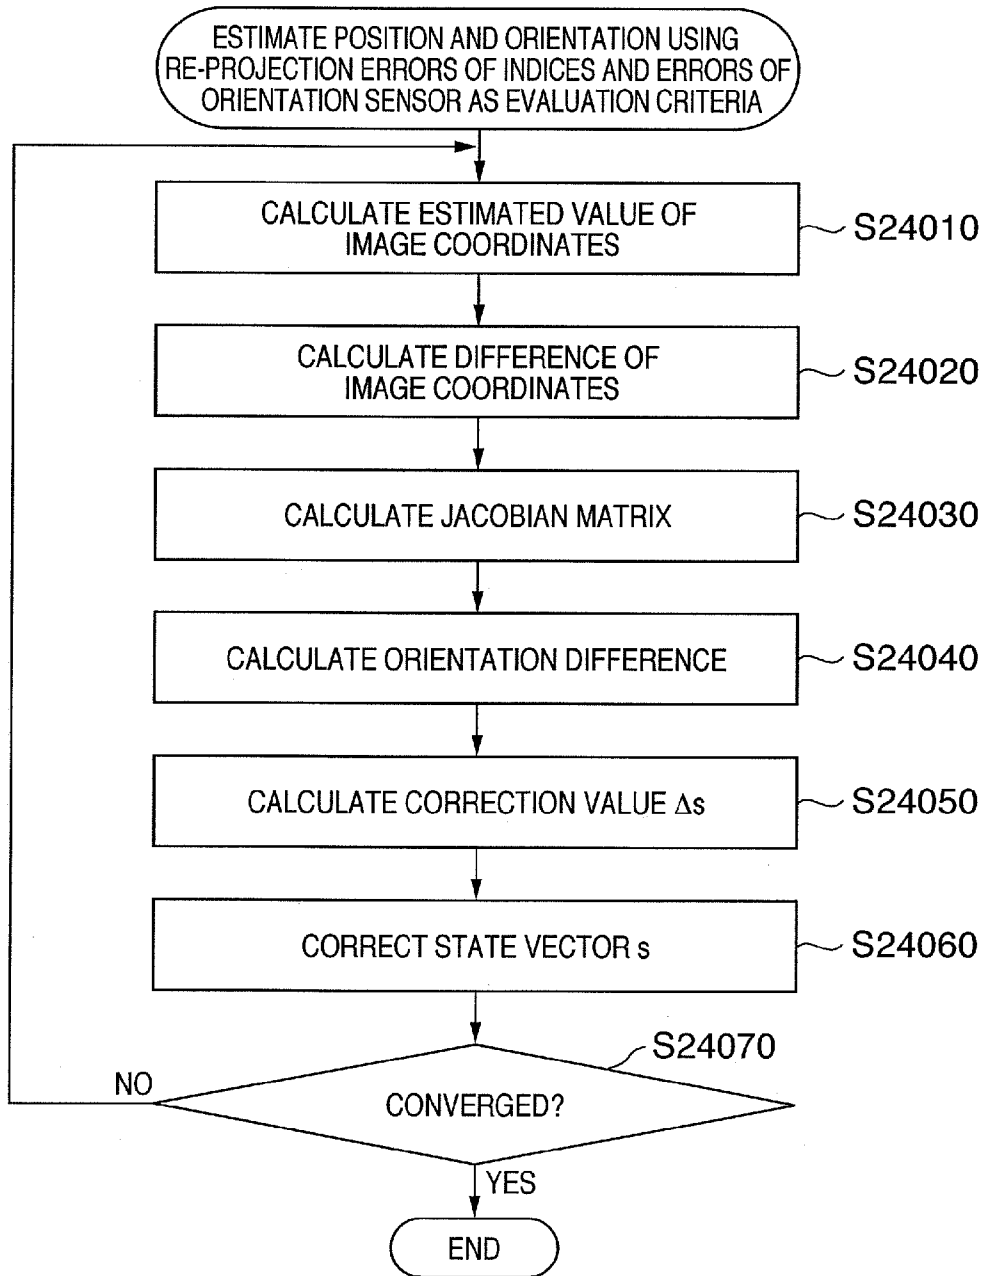 ESTIMATE POSITION AND ORIENTATION USING
RE-PROJECTION ERRORS OF INDICES AND ERRORS OF
ORIENTATION SENSOR AS EVALUATION CRITERIA
CALCULATE ESTIMATED VALUE OF
IMAGE COORDINATES
S24010
CALCULATE DIFFERENCE OF
IMAGE COORDINATES
S24020
CALCULATE JACOBIAN MATRIX
S24030
CALCULATE ORIENTATION DIFFERENCE
S24040
CALCULATE CORRECTION VALUE Δs
S24050
CORRECT STATE VECTOR s
S24060
S24070
NO
CONVERGED?
YES
END